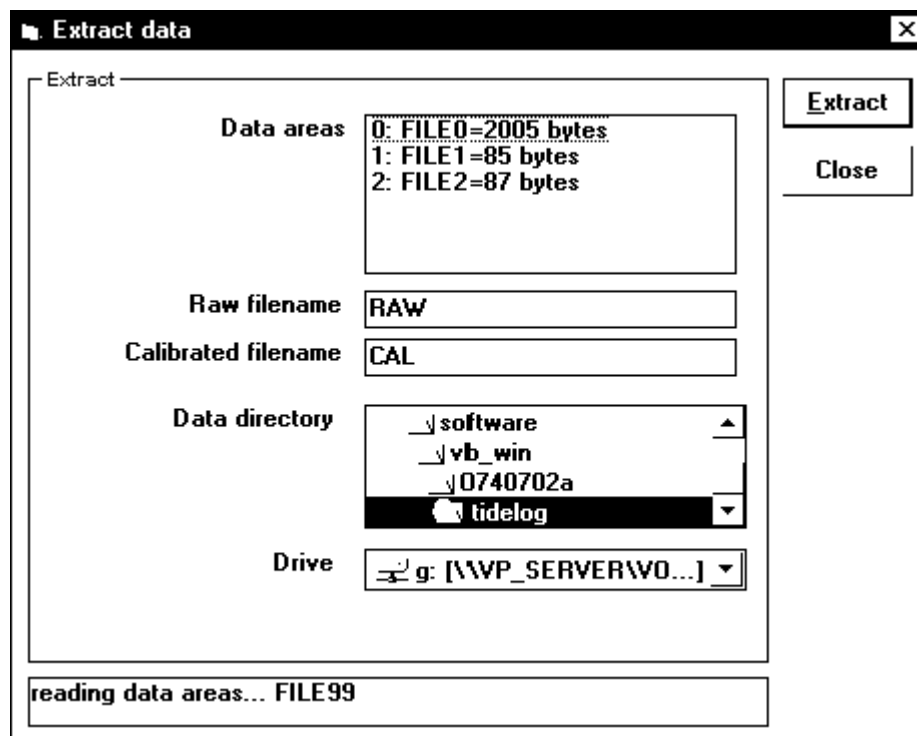 Extract data
Extract
Extract
Data areas
0: FILE0=2005 bytes
1: FILE1=85 bytes
2: FILE2=87 bytes
Close
Raw filename
RAW
Calibrated filename
CAL
Data directory
software
vb_win
0740702a
tidelog
Drive
g: [\\VP_SERVER\VO...]
reading data areas... FILE99